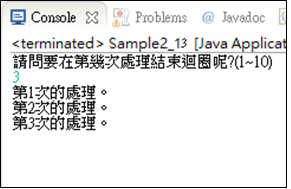 Console Problems @ Javadoc
<terminated> Sample2_13 [Java Applicat
請問要在第幾次處理結束迴圈呢?(1~10)
3
第1次的處理。
第2次的處理。
第3次的處理。